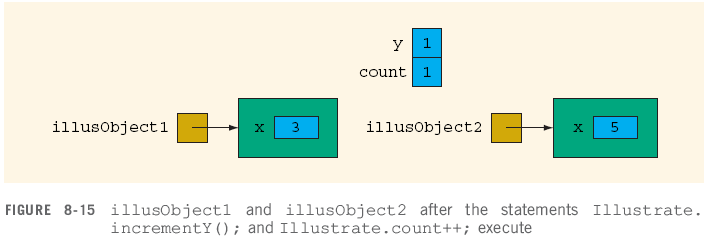 y 1
count 1
illusObject1 x 3 illusObject2 x 5
FIGURE 8-15 illusObject1 and illusObject2 after the statements Illustrate.
incrementY(); and Illustrate.count++; execute